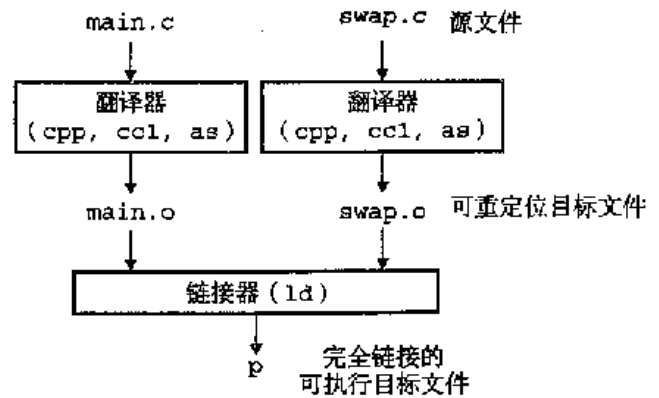 main.c
swap.c 源文件
翻译器
(cpp, cc1, as)
翻译器
(cpp, cc1, as)
main.o
swap.o 可重定位目标文件
链接器(ld)
p
完全链接的
可执行目标文件